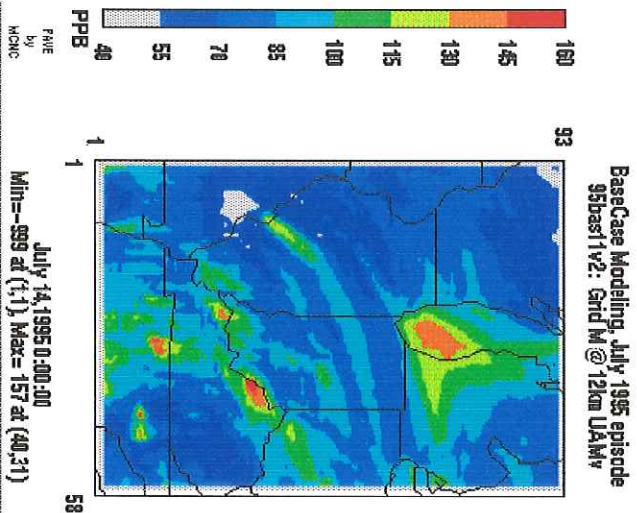 BaseCase Modeling, July 1995 episode
95bas11v2: Grid M @ 12km UAMv
160
145
130
115
100
85
70
55
40
PPB
93
1
1
58
PAVE
by
MCNC
July 14,1995 0:00:00
Min=-999 at (1,1), Max= 157 at (40,31)